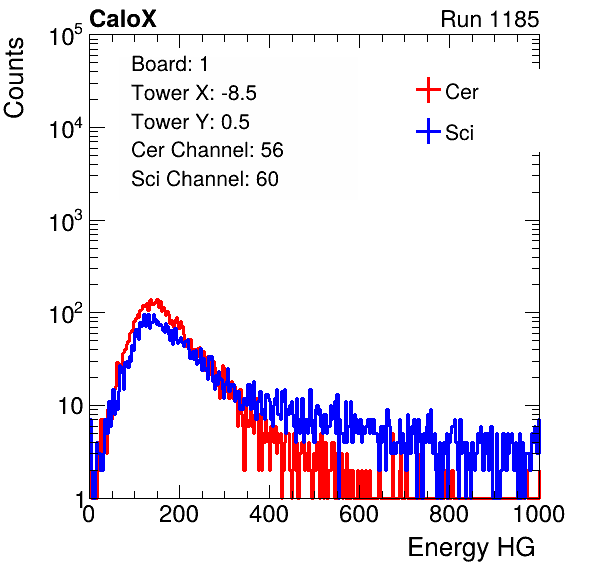 CaloX Run 1185
Counts
10^5
10^4
10^3
10^2
10
1
Board: 1
Tower X: -8.5
Tower Y: 0.5
Cer Channel: 56
Sci Channel: 60
Cer
Sci
0 200 400 600 800 1000
Energy HG